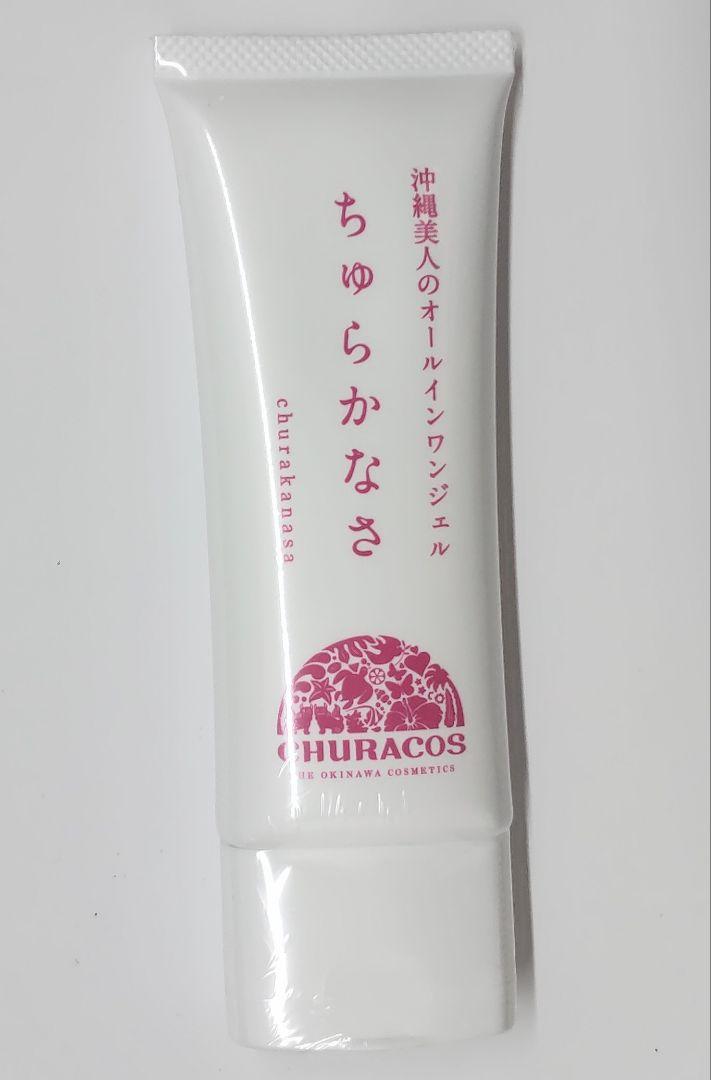 沖縄美人のオールインワンジェル
ちゅらかなさ
churakanasa
CHURACOS
THE OKINAWA COSMETICS